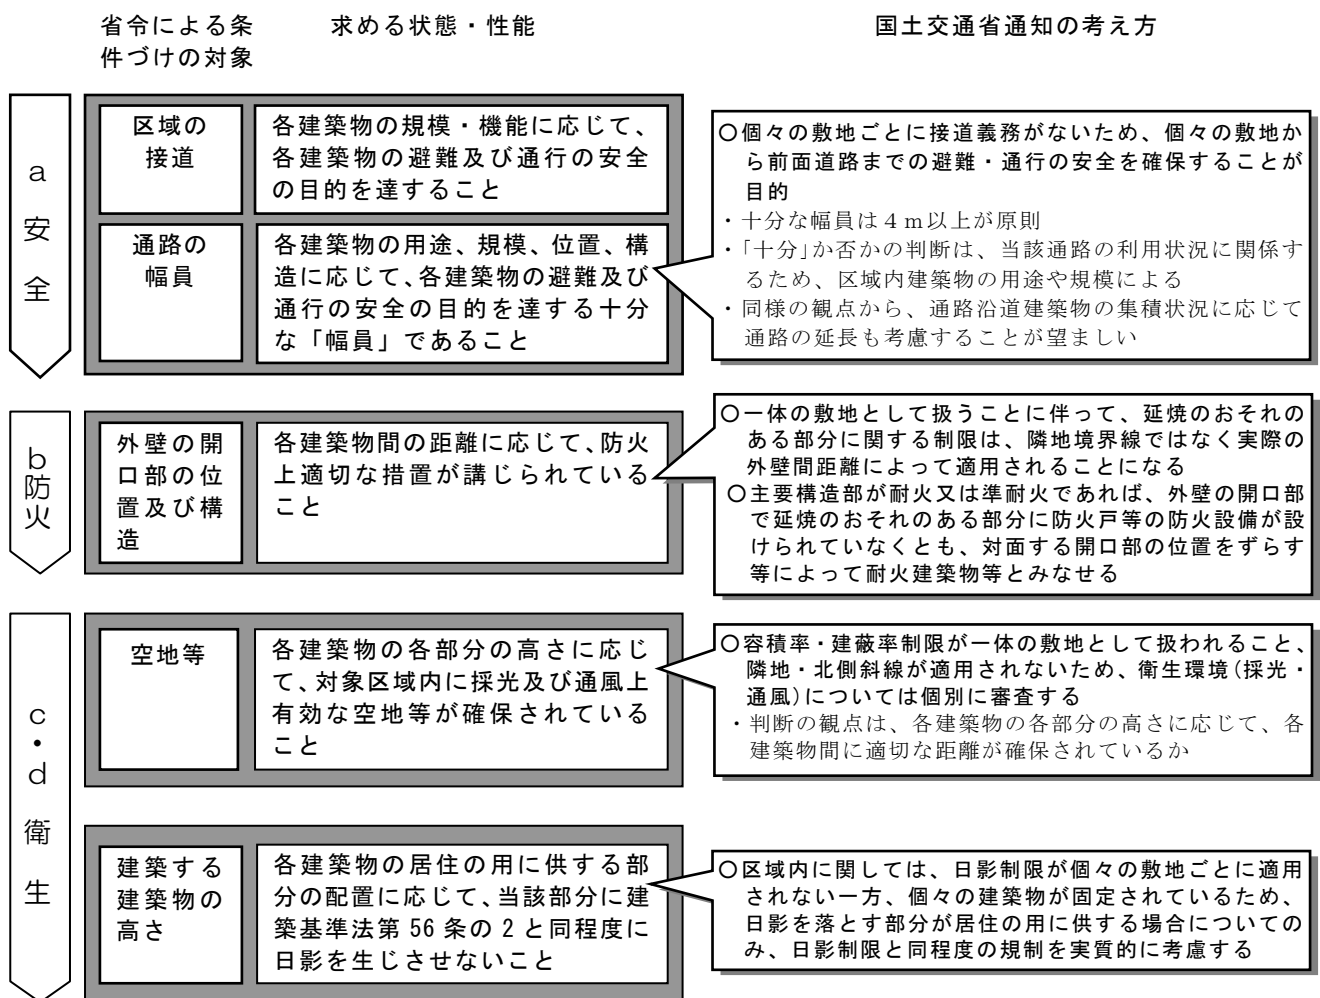 省令による条
件づけの対象
求める状態・性能
国土交通省通知の考え方
a
安
全
区域の
接道
各建築物の規模・機能に応じて、
各建築物の避難及び通行の安全
の目的を達すること
通路の
幅員
各建築物の用途、規模、位置、構
造に応じて、各建築物の避難及び
通行の安全の目的を達する十分
な「幅員」であること
○個々の敷地ごとに接道義務がないため、個々の敷地か
ら前面道路までの避難・通行の安全を確保することが
目的
・十分な幅員は4m以上が原則
・「十分」か否かの判断は、当該通路の利用状況に関係す
るため、区域内建築物の用途や規模による
・同様の観点から、通路沿道建築物の集積状況に応じて
通路の延長も考慮することが望ましい
b
防
火
外壁の開
口部の位
置及び構
造
各建築物間の距離に応じて、防火
上適切な措置が講じられている
こと
○一体の敷地として扱うことに伴って、延焼のおそれの
ある部分に関する制限は、隣地境界線ではなく実際の
外壁間距離によって適用されることになる
○主要構造部が耐火又は準耐火であれば、外壁の開口部
で延焼のおそれのある部分に防火戸等の防火設備が設
けられていなくとも、対面する開口部の位置をずらす
等によって耐火建築物等とみなせる
c
・
d
衛
生
空地等
各建築物の各部分の高さに応じ
て、対象区域内に採光及び通風上
有効な空地等が確保されている
こと
○容積率・建蔽率制限が一体の敷地として扱われること、
隣地・北側斜線が適用されないため、衛生環境(採光・
通風)については個別に審査する
・判断の観点は、各建築物の各部分の高さに応じて、各
建築物間に適切な距離が確保されているか
建築する
建築物の
高さ
各建築物の居住の用に供する部
分の配置に応じて、当該部分に建
築基準法第56条の2と同程度に
日影を生じさせないこと
○区域内に関しては、日影制限が個々の敷地ごとに適用
されない一方、個々の建築物が固定されているため、
日影を落とす部分が居住の用に供する場合についての
み、日影制限と同程度の規制を実質的に考慮する